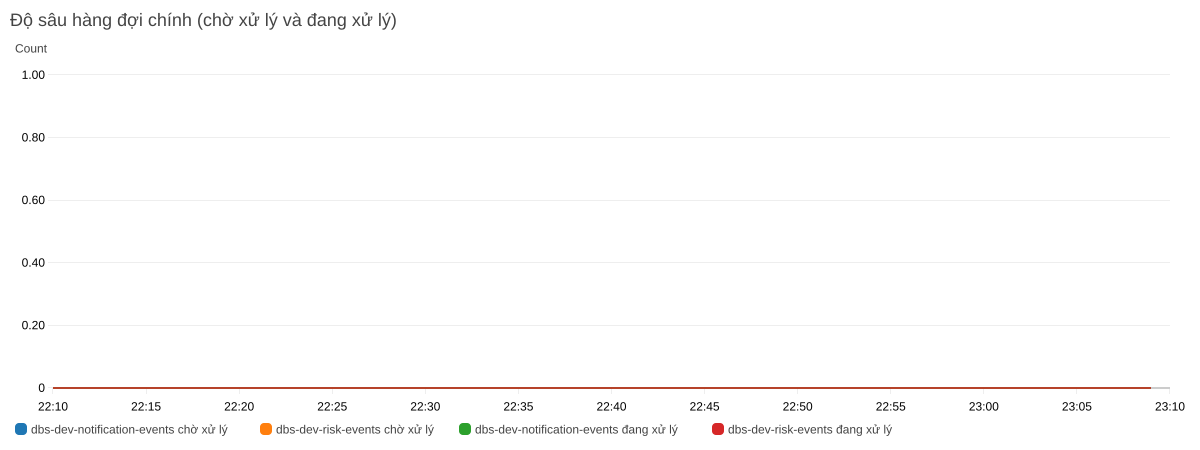 Độ sâu hàng đợi chính (chờ xử lý và đang xử lý)
Count
1.00
0.80
0.60
0.40
0.20
0
22:10 22:15 22:20 22:25 22:30 22:35 22:40 22:45 22:50 22:55 23:00 23:05 23:10
dbs-dev-notification-events chờ xử lý dbs-dev-risk-events chờ xử lý dbs-dev-notification-events đang xử lý dbs-dev-risk-events đang xử lý